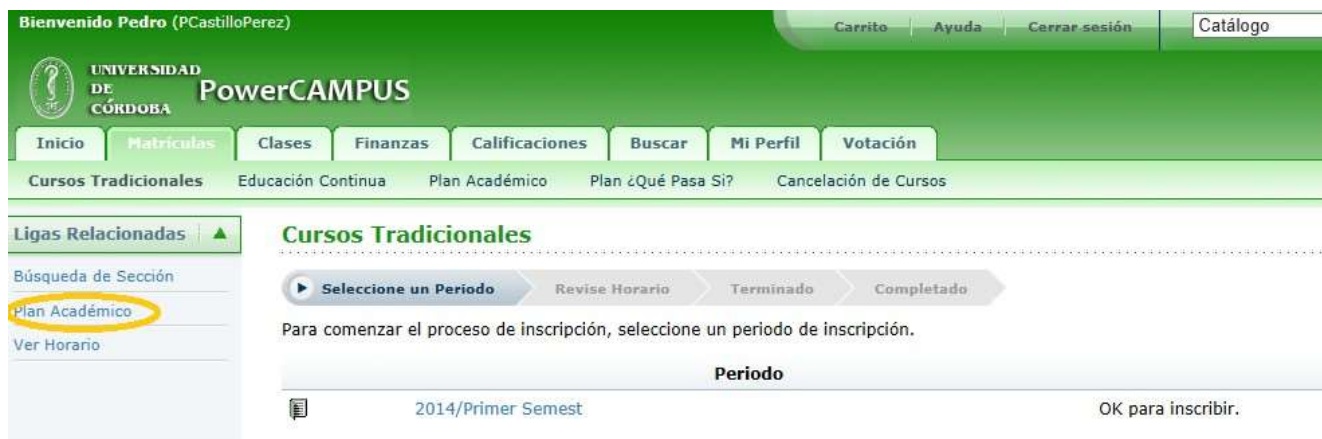 Bienvenido Pedro (PCastilloPerez)
Carrito Ayuda Cerrar sesión Catálogo
UNIVERSIDAD
DE
CÓRDOBA
PowerCAMPUS
Inicio Matrículas Clases Finanzas Calificaciones Buscar Mi Perfil Votación
Cursos Tradicionales Educación Continua Plan Académico Plan ¿Qué Pasa Si? Cancelación de Cursos
Ligas Relacionadas
Búsqueda de Sección
Plan Académico
Ver Horario
Cursos Tradicionales
Seleccione un Periodo Revise Horario Terminado Completado
Para comenzar el proceso de inscripción, seleccione un periodo de inscripción.
Periodo
2014/Primer Semest OK para inscribir.